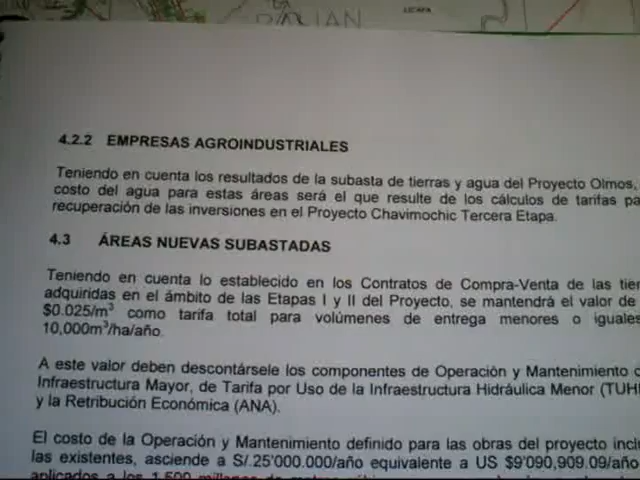 4.2.2 EMPRESAS AGROINDUSTRIALES
Teniendo en cuenta los resultados de la subasta de tierras y agua del Proyecto Olmos,
costo del agua para estas áreas será el que resulte de los cálculos de tarifas
recuperación de las inversiones en el Proyecto Chavimochic Tercera Etapa.
4.3 ÁREAS NUEVAS SUBASTADAS
Teniendo en cuenta lo establecido en los Contratos de Compra-Venta de las
adquiridas en el ámbito de las Etapas I y II del Proyecto, se mantendrá el valor de
$0.025/m³ como tarifa total para volúmenes de entrega menores o iguales
10,000m³/ha/año.
A este valor deben descontársele los componentes de Operación y Mantenimiento
Infraestructura Mayor, de Tarifa por Uso de la Infraestructura Hidráulica Menor
y la Retribución Económica (ANA).
El costo de la Operación y Mantenimiento definido para las obras del proyecto
las existentes, asciende a S/.25'000.000/año equivalente a US $9'090,909.09/año
aplicados a los 1,500 millones de